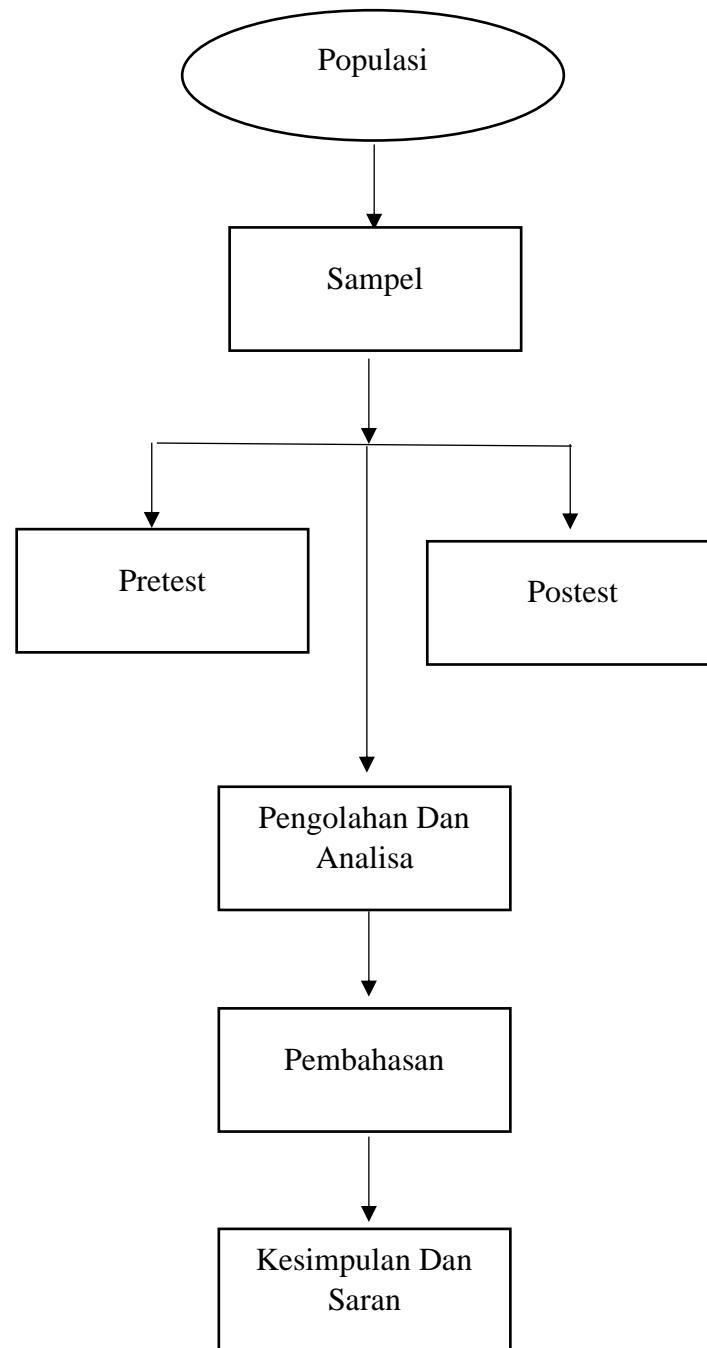 Populasi
Sampel
Pretest
Postest
Pengolahan Dan
Analisa
Pembahasan
Kesimpulan Dan
Saran